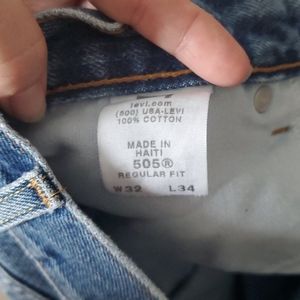 levi.com
(800) USA-LEVI
100% COTTON
MADE IN
HAITI
505®
REGULAR FIT
W32 L34